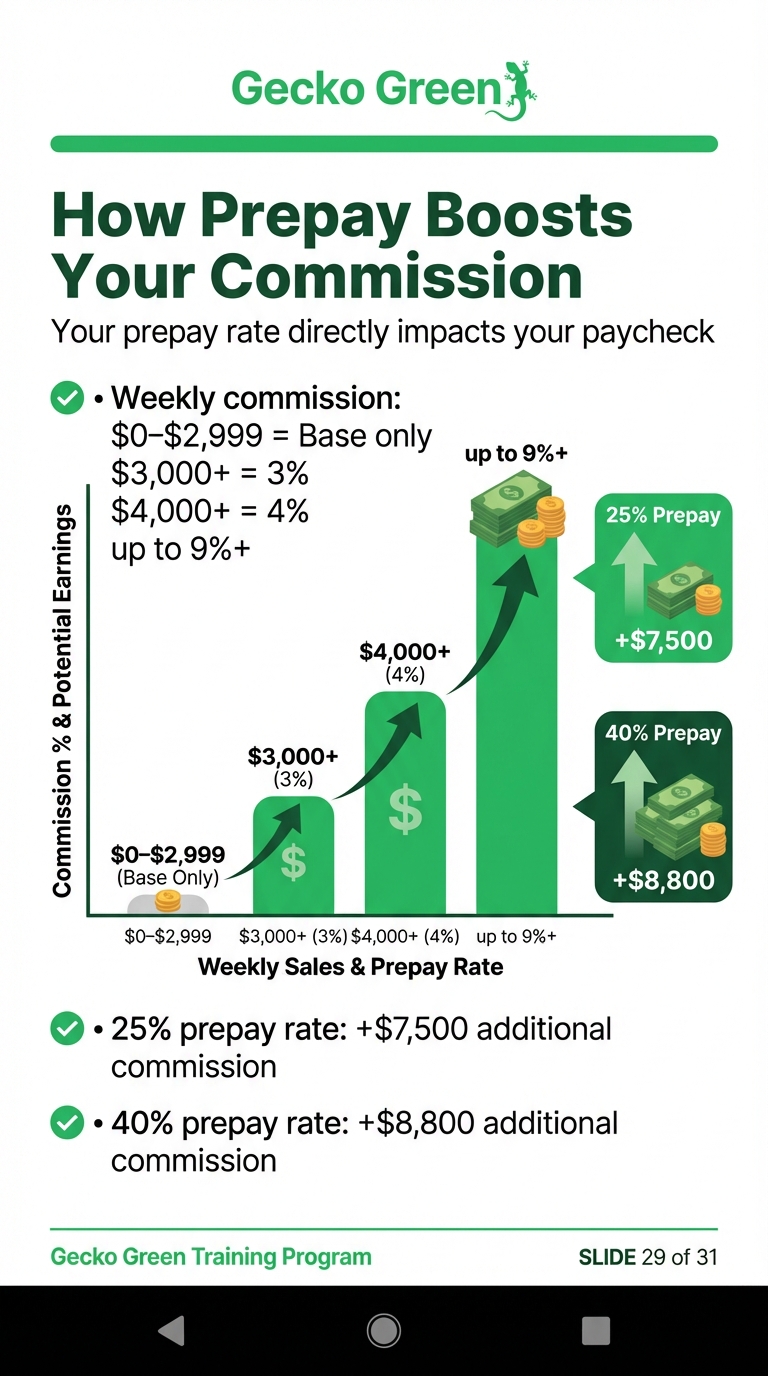 Gecko Green
How Prepay Boosts
Your Commission
Your prepay rate directly impacts your paycheck
• Weekly commission:
$0–$2,999 = Base only
$3,000+ = 3%
$4,000+ = 4%
up to 9%+
Commission % & Potential Earnings
up to 9%+
$4,000+
(4%)
$3,000+
(3%)
$0–$2,999
(Base Only)
$
$
25% Prepay
+$7,500
40% Prepay
+$8,800
$0–$2,999 $3,000+ (3%) $4,000+ (4%) up to 9%+
Weekly Sales & Prepay Rate
• 25% prepay rate: +$7,500 additional
commission
• 40% prepay rate: +$8,800 additional
commission
Gecko Green Training Program
SLIDE 29 of 31